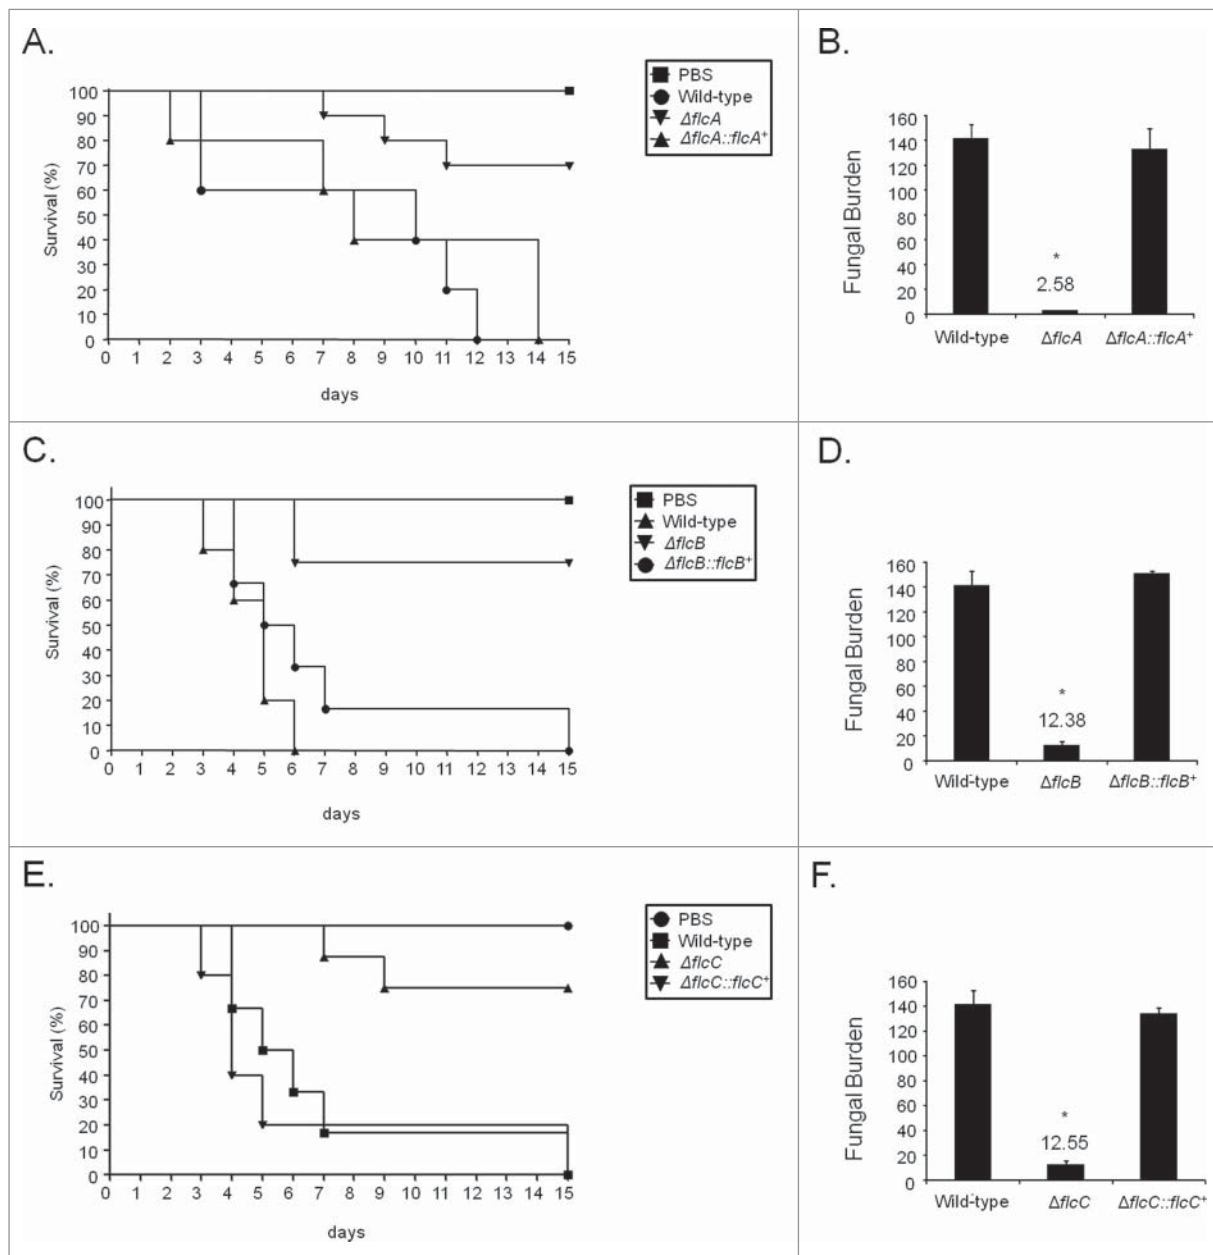 A.
PBS
Wild-type
ΔflcA
ΔflcA::flcA⁺
100
90
80
70
60
50
40
30
20
10
0
Survival (%)
0 1 2 3 4 5 6 7 8 9 10 11 12 13 14 15
days
B.
160
140
120
100
80
60
40
20
0
Fungal Burden
*
2.58
Wild-type ΔflcA ΔflcA::flcA⁺
C.
PBS
Wild-type
ΔflcB
ΔflcB::flcB⁺
100
90
80
70
60
50
40
30
20
10
0
Survival (%)
0 1 2 3 4 5 6 7 8 9 10 11 12 13 14 15
days
D.
160
140
120
100
80
60
40
20
0
Fungal Burden
*
12.38
Wild-type ΔflcB ΔflcB::flcB⁺
E.
PBS
Wild-type
ΔflcC
ΔflcC::flcC⁺
100
90
80
70
60
50
40
30
20
10
0
Survival (%)
0 1 2 3 4 5 6 7 8 9 10 11 12 13 14 15
days
F.
160
140
120
100
80
60
40
20
0
Fungal Burden
*
12.55
Wild-type ΔflcC ΔflcC::flcC⁺